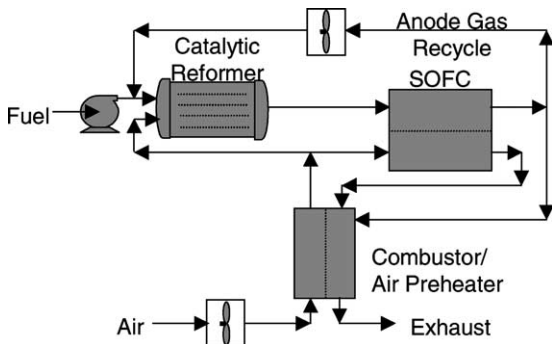 Anode Gas
Recycle
Catalytic
Reformer
SOFC
Fuel
Combustor/
Air Preheater
Air
Exhaust